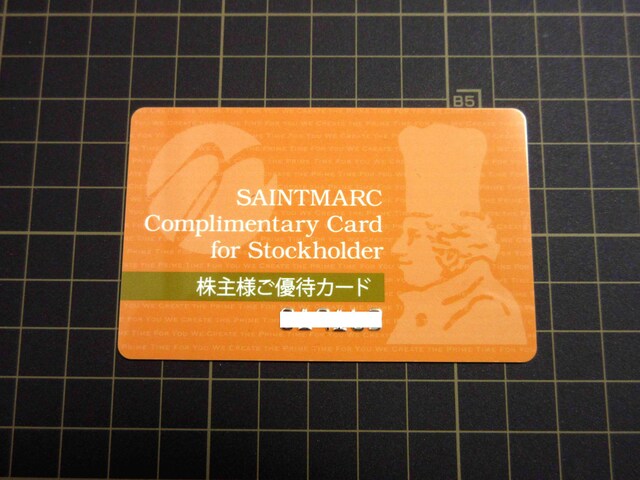 B5
SAINTMARC
Complimentary Card
for Stockholder
株主様ご優待カード